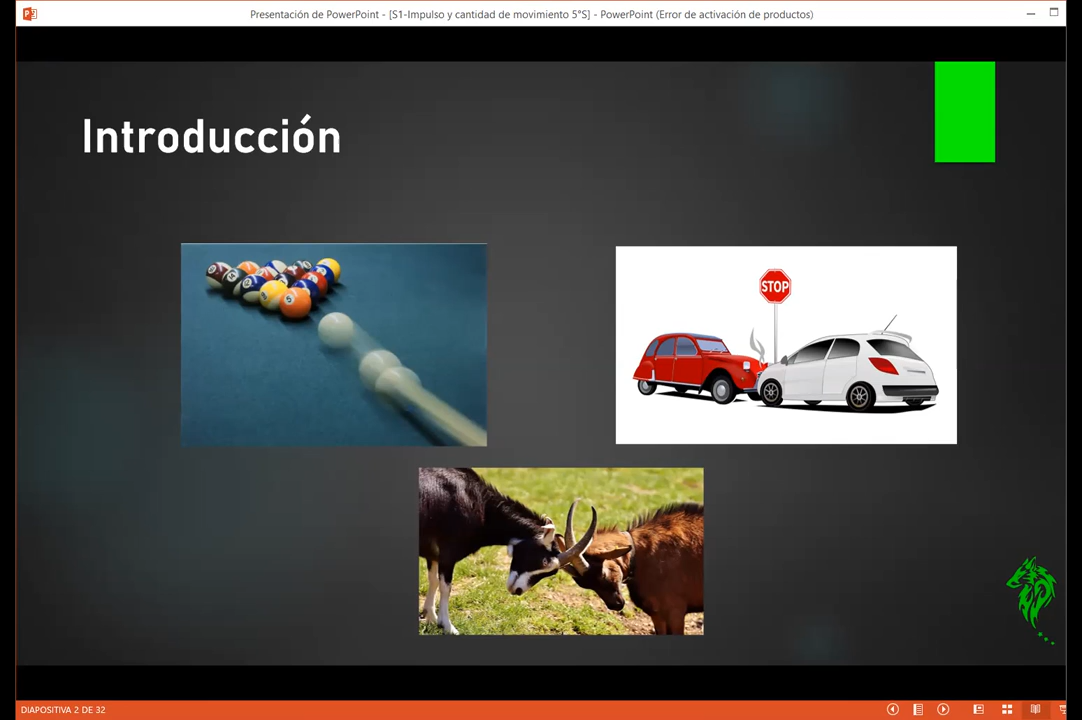 Presentación de PowerPoint - [S1-Impulso y cantidad de movimiento 5°S] - PowerPoint (Error de activación de productos)
Introducción
STOP
DIAPOSITIVA 2 DE 32